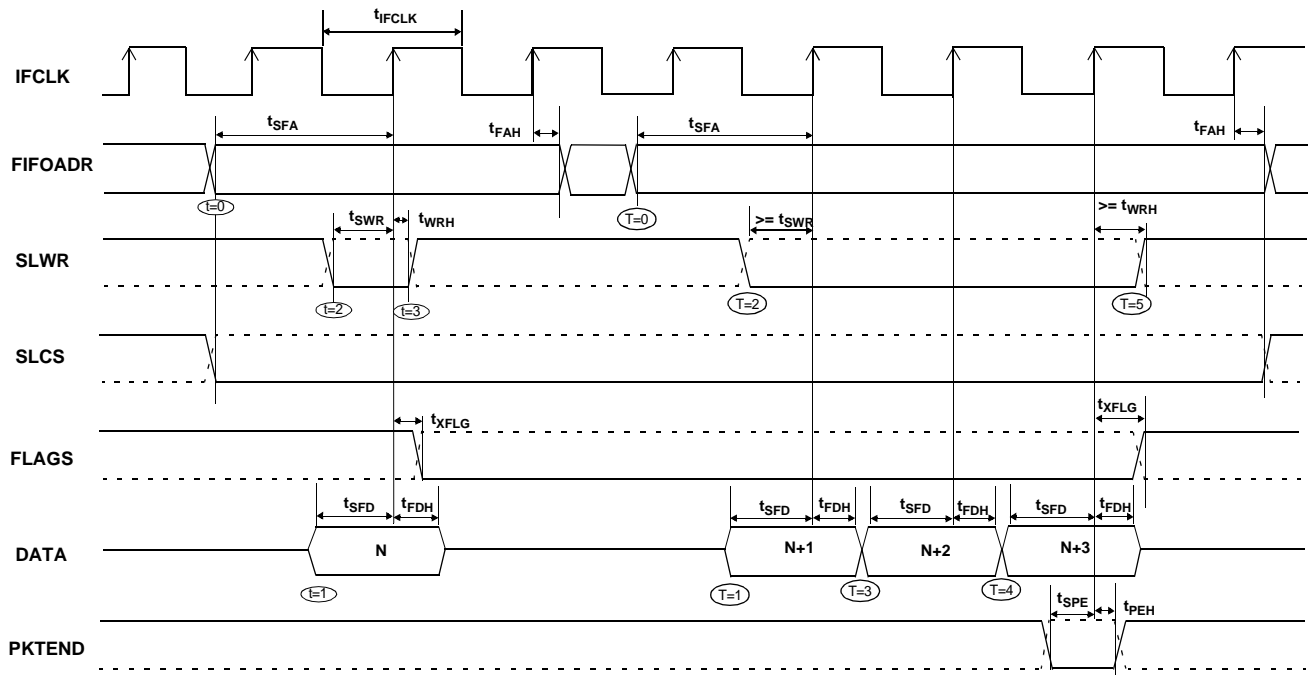 tIFCLK
IFCLK
tSFA
tFAH
tSFA
tFAH
FIFOADR
t=0
tSWR
tWRH
T=0
>= tSWR
>= tWRH
SLWR
t=2
t=3
T=2
T=5
SLCS
tXFLG
tXFLG
FLAGS
tSFD
tFDH
tSFD
tFDH
tSFD
tFDH
tSFD
tFDH
DATA
N
N+1
N+2
N+3
t=1
T=1
T=3
T=4
tSPE
tPEH
PKTEND